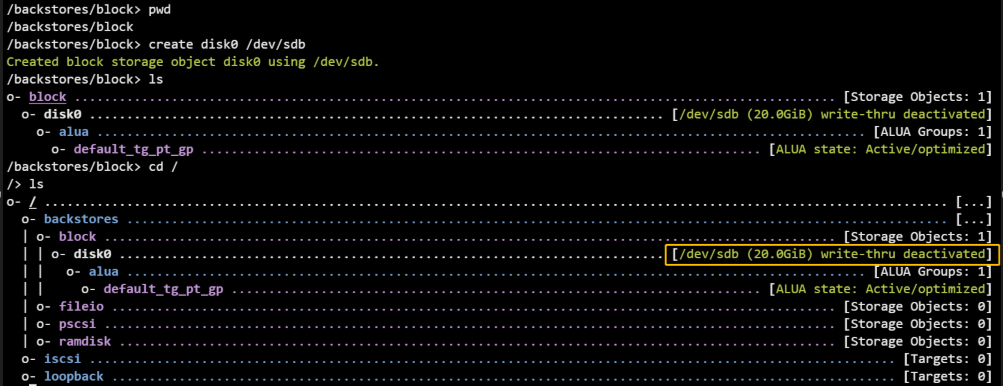 /backstores/block> pwd
/backstores/block
/backstores/block> create disk0 /dev/sdb
Created block storage object disk0 using /dev/sdb.
/backstores/block> ls
o- block ...................................................................................................... [Storage Objects: 1]
  o- disk0 ............................................................................. [/dev/sdb (20.0GiB) write-thru deactivated]
    o- alua ....................................................................................................... [ALUA Groups: 1]
      o- default_tg_pt_gp ........................................................................... [ALUA state: Active/optimized]
/backstores/block> cd /
/> ls
o- / ......................................................................................................................... [...]
  o- backstores .............................................................................................................. [...]
  | o- block .................................................................................................. [Storage Objects: 1]
  | | o- disk0 ......................................................................... [/dev/sdb (20.0GiB) write-thru deactivated]
  | |   o- alua ................................................................................................... [ALUA Groups: 1]
  | |     o- default_tg_pt_gp ....................................................................... [ALUA state: Active/optimized]
  | o- fileio ................................................................................................. [Storage Objects: 0]
  | o- pscsi .................................................................................................. [Storage Objects: 0]
  | o- ramdisk ................................................................................................ [Storage Objects: 0]
  o- iscsi ............................................................................................................ [Targets: 0]
  o- loopback ......................................................................................................... [Targets: 0]